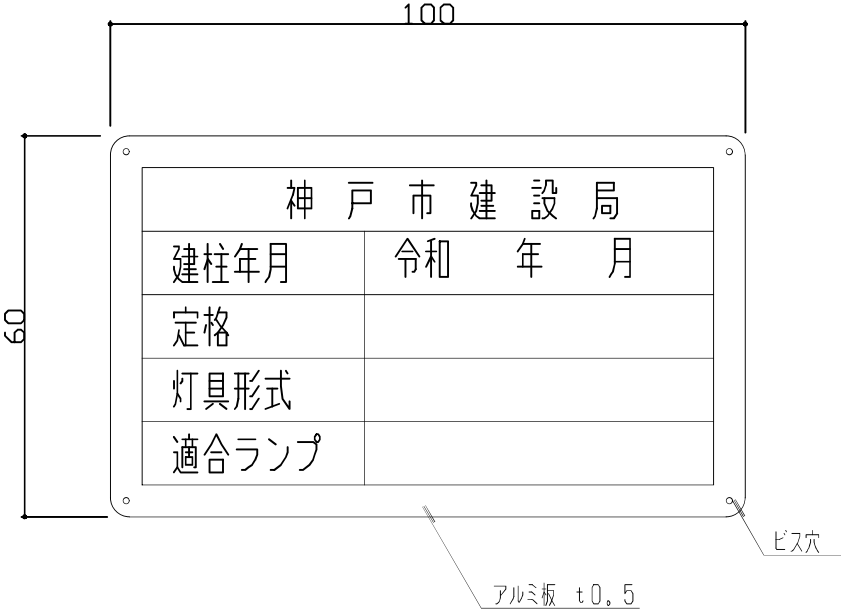 100
60
神戸市建設局
建柱年月 令和 年 月
定格
灯具形式
適合ランプ
ビス穴
アルミ板 t0.5